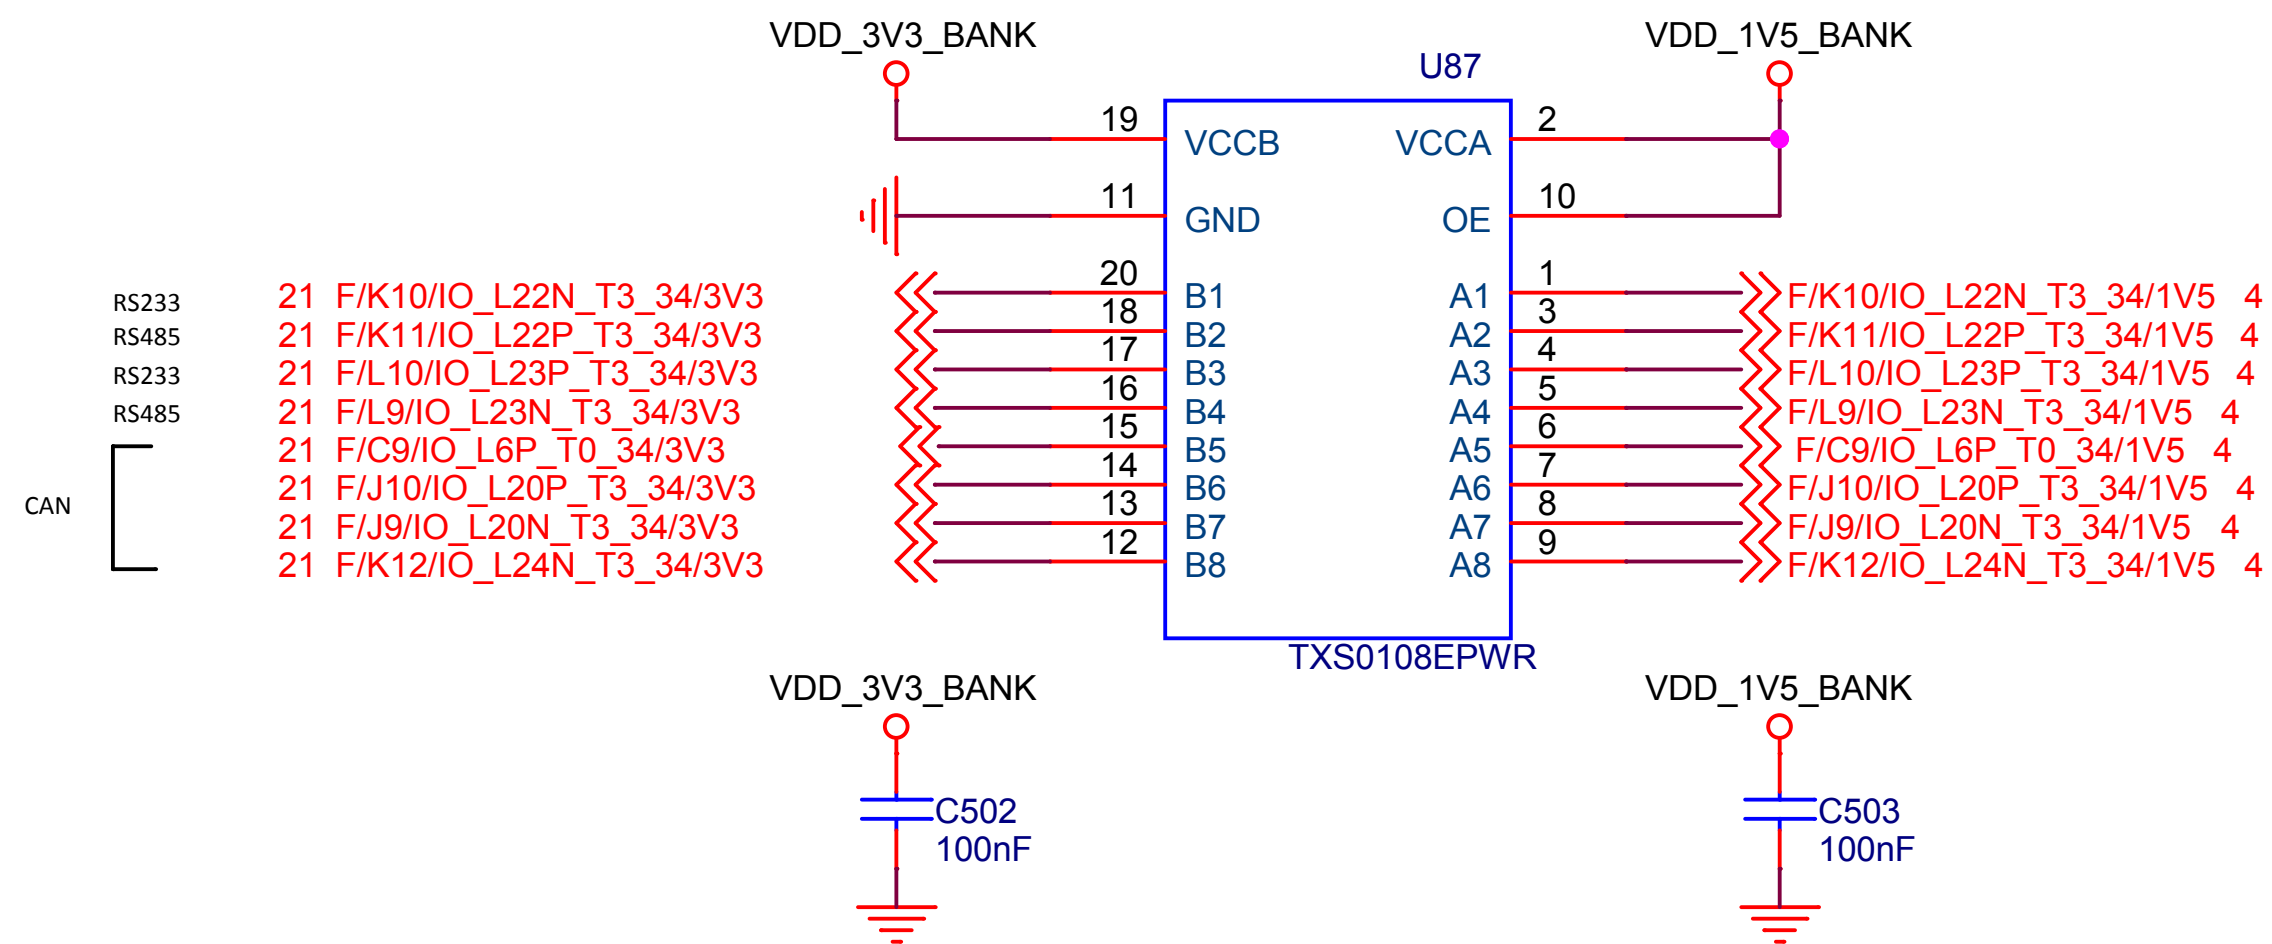 VDD_3V3_BANK
VDD_1V5_BANK
U87
19 VCCB VCCA 2
11 GND OE 10
RS233 21 F/K10/IO_L22N_T3_34/3V3 20 B1 A1 1 F/K10/IO_L22N_T3_34/1V5 4
RS485 21 F/K11/IO_L22P_T3_34/3V3 18 B2 A2 3 F/K11/IO_L22P_T3_34/1V5 4
RS233 21 F/L10/IO_L23P_T3_34/3V3 17 B3 A3 4 F/L10/IO_L23P_T3_34/1V5 4
RS485 21 F/L9/IO_L23N_T3_34/3V3 16 B4 A4 5 F/L9/IO_L23N_T3_34/1V5 4
21 F/C9/IO_L6P_T0_34/3V3 15 B5 A5 6 F/C9/IO_L6P_T0_34/1V5 4
21 F/J10/IO_L20P_T3_34/3V3 14 B6 A6 7 F/J10/IO_L20P_T3_34/1V5 4
CAN
21 F/J9/IO_L20N_T3_34/3V3 13 B7 A7 8 F/J9/IO_L20N_T3_34/1V5 4
21 F/K12/IO_L24N_T3_34/3V3 12 B8 A8 9 F/K12/IO_L24N_T3_34/1V5 4
TXS0108EPWR
VDD_3V3_BANK
VDD_1V5_BANK
C502
100nF
C503
100nF